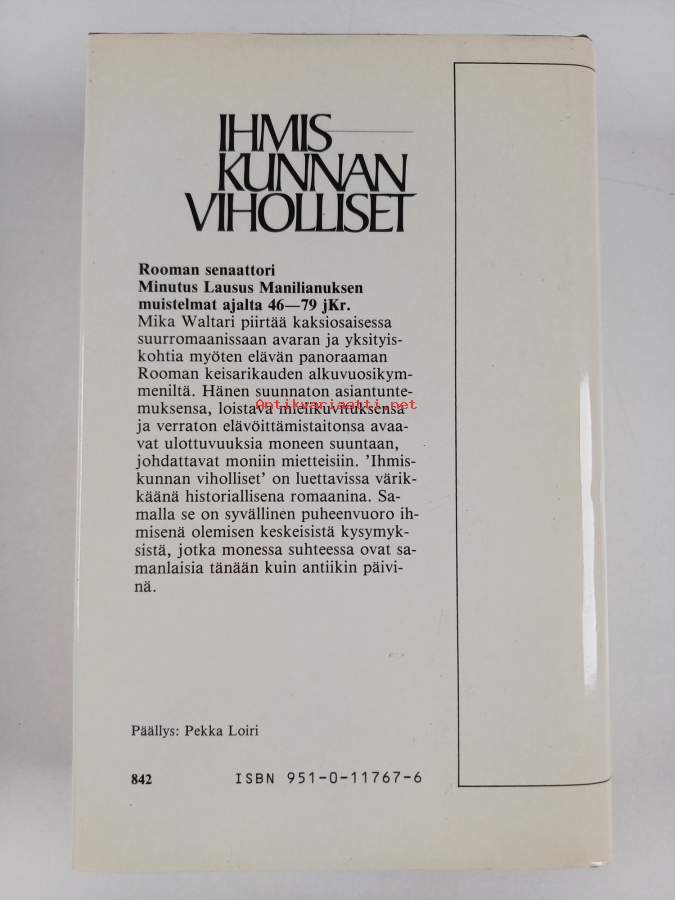 IHMIS
KUNNAN
VIHOLLISET
Rooman senaattori
Minutus Lausus Manilianuksen
muistelmat ajalta 46—79 jKr.
Mika Waltari piirtää kaksiosaisessa
suurromaanissaan avaran ja yksityis-
kohtia myöten elävän panoraaman
Rooman keisarikauden alkuvuosikym-
meniltä. Hänen suunnaton asiantunte-
muksensa, loistava mielikuvituksensa
Antikvariaatti.net
ja verraton elävöittämistaitonsa avaa-
vat ulottuvuuksia moneen suuntaan,
johdattavat moniin mietteisiin. 'Ihmis-
kunnan viholliset' on luettavissa värik-
käänä historiallisena romaanina. Sa-
malla se on syvällinen puheenvuoro ih-
misenä olemisen keskeisistä kysymyk-
sistä, jotka monessa suhteessa ovat sa-
manlaisia tänään kuin antiikin päivi-
nä.
Päällys: Pekka Loiri
842 ISBN 951-0-11767-6